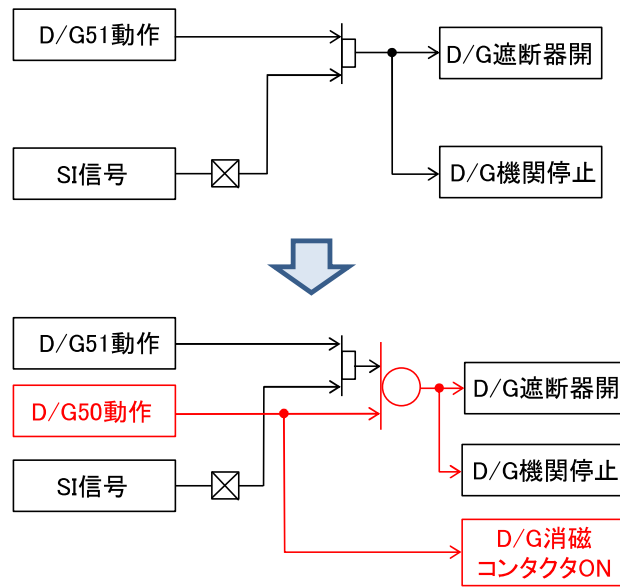 D/G51動作
D/G遮断器開
SI信号
D/G機関停止
D/G51動作
D/G50動作
D/G遮断器開
SI信号
D/G機関停止
D/G消磁
コンタクタON